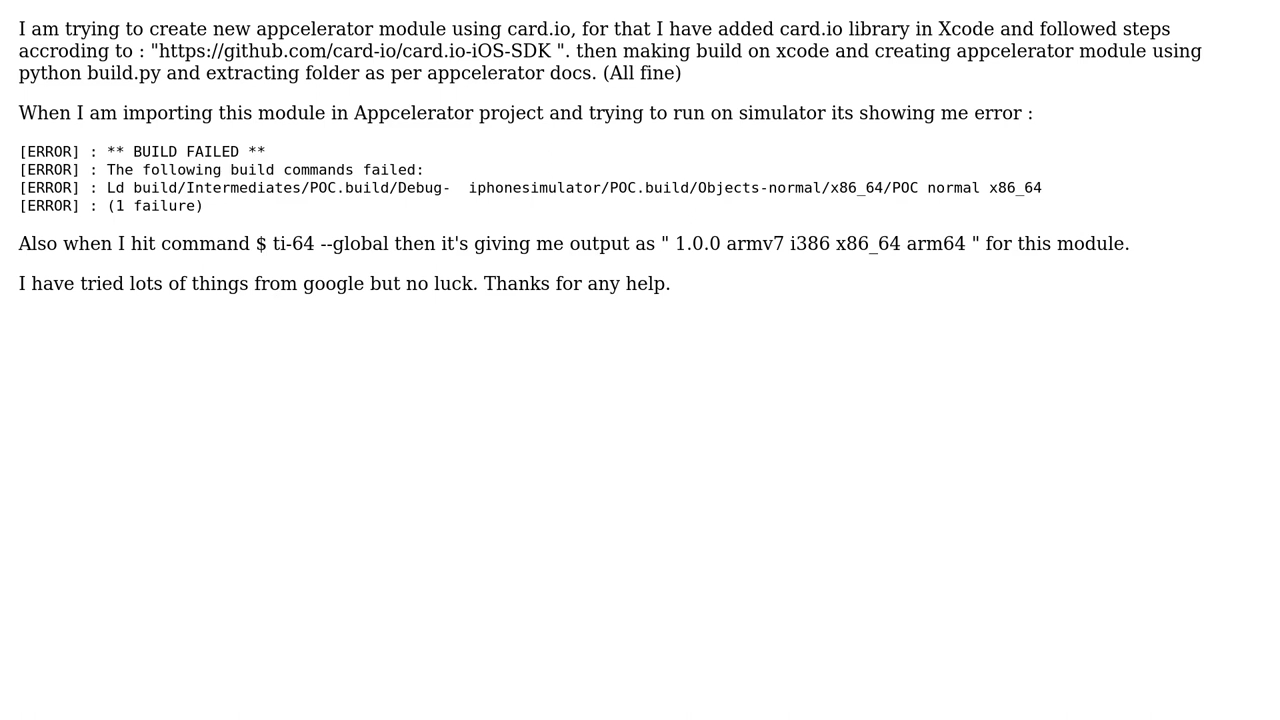 I am trying to create new appcelerator module using card.io, for that I have added card.io library in Xcode and followed steps
accroding to : "https://github.com/card-io/card.io-iOS-SDK ". then making build on xcode and creating appcelerator module using
python build.py and extracting folder as per appcelerator docs. (All fine)
When I am importing this module in Appcelerator project and trying to run on simulator its showing me error :
[ERROR] : ** BUILD FAILED **
[ERROR] : The following build commands failed:
[ERROR] : Ld build/Intermediates/POC.build/Debug-  iphonesimulator/POC.build/Objects-normal/x86_64/POC normal x86_64
[ERROR] : (1 failure)
Also when I hit command $ ti-64 --global then it's giving me output as " 1.0.0 armv7 i386 x86_64 arm64 " for this module.
I have tried lots of things from google but no luck. Thanks for any help.